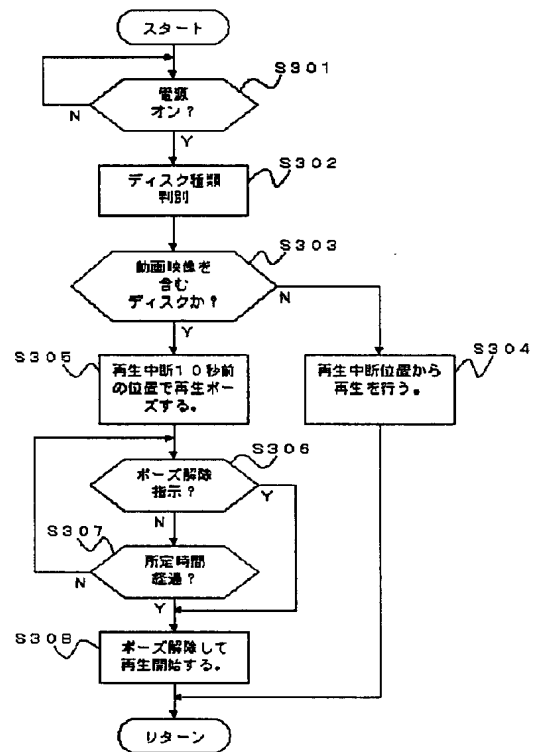 スタート
S301
電源
オン?
N
Y
S302
ディスク種類
判別
S303
動画映像を
含む
ディスクか?
N
Y
S305
再生中断10秒前
の位置で再生ポー
ズする。
S304
再生中断位置から
再生を行う。
S306
ポーズ解除
指示?
Y
N
S307
所定時間
経過?
N
Y
S308
ポーズ解除して
再生開始する。
リターン